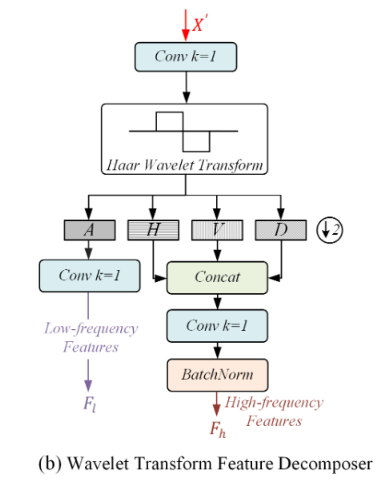 X'
Conv k=1
Haar Wavelet Transform
A H V D ↓2
Conv k=1
Concat
Low-frequency
Features
Conv k=1
BatchNorm
F_l
High-frequency
Features
F_h
(b) Wavelet Transform Feature Decomposer